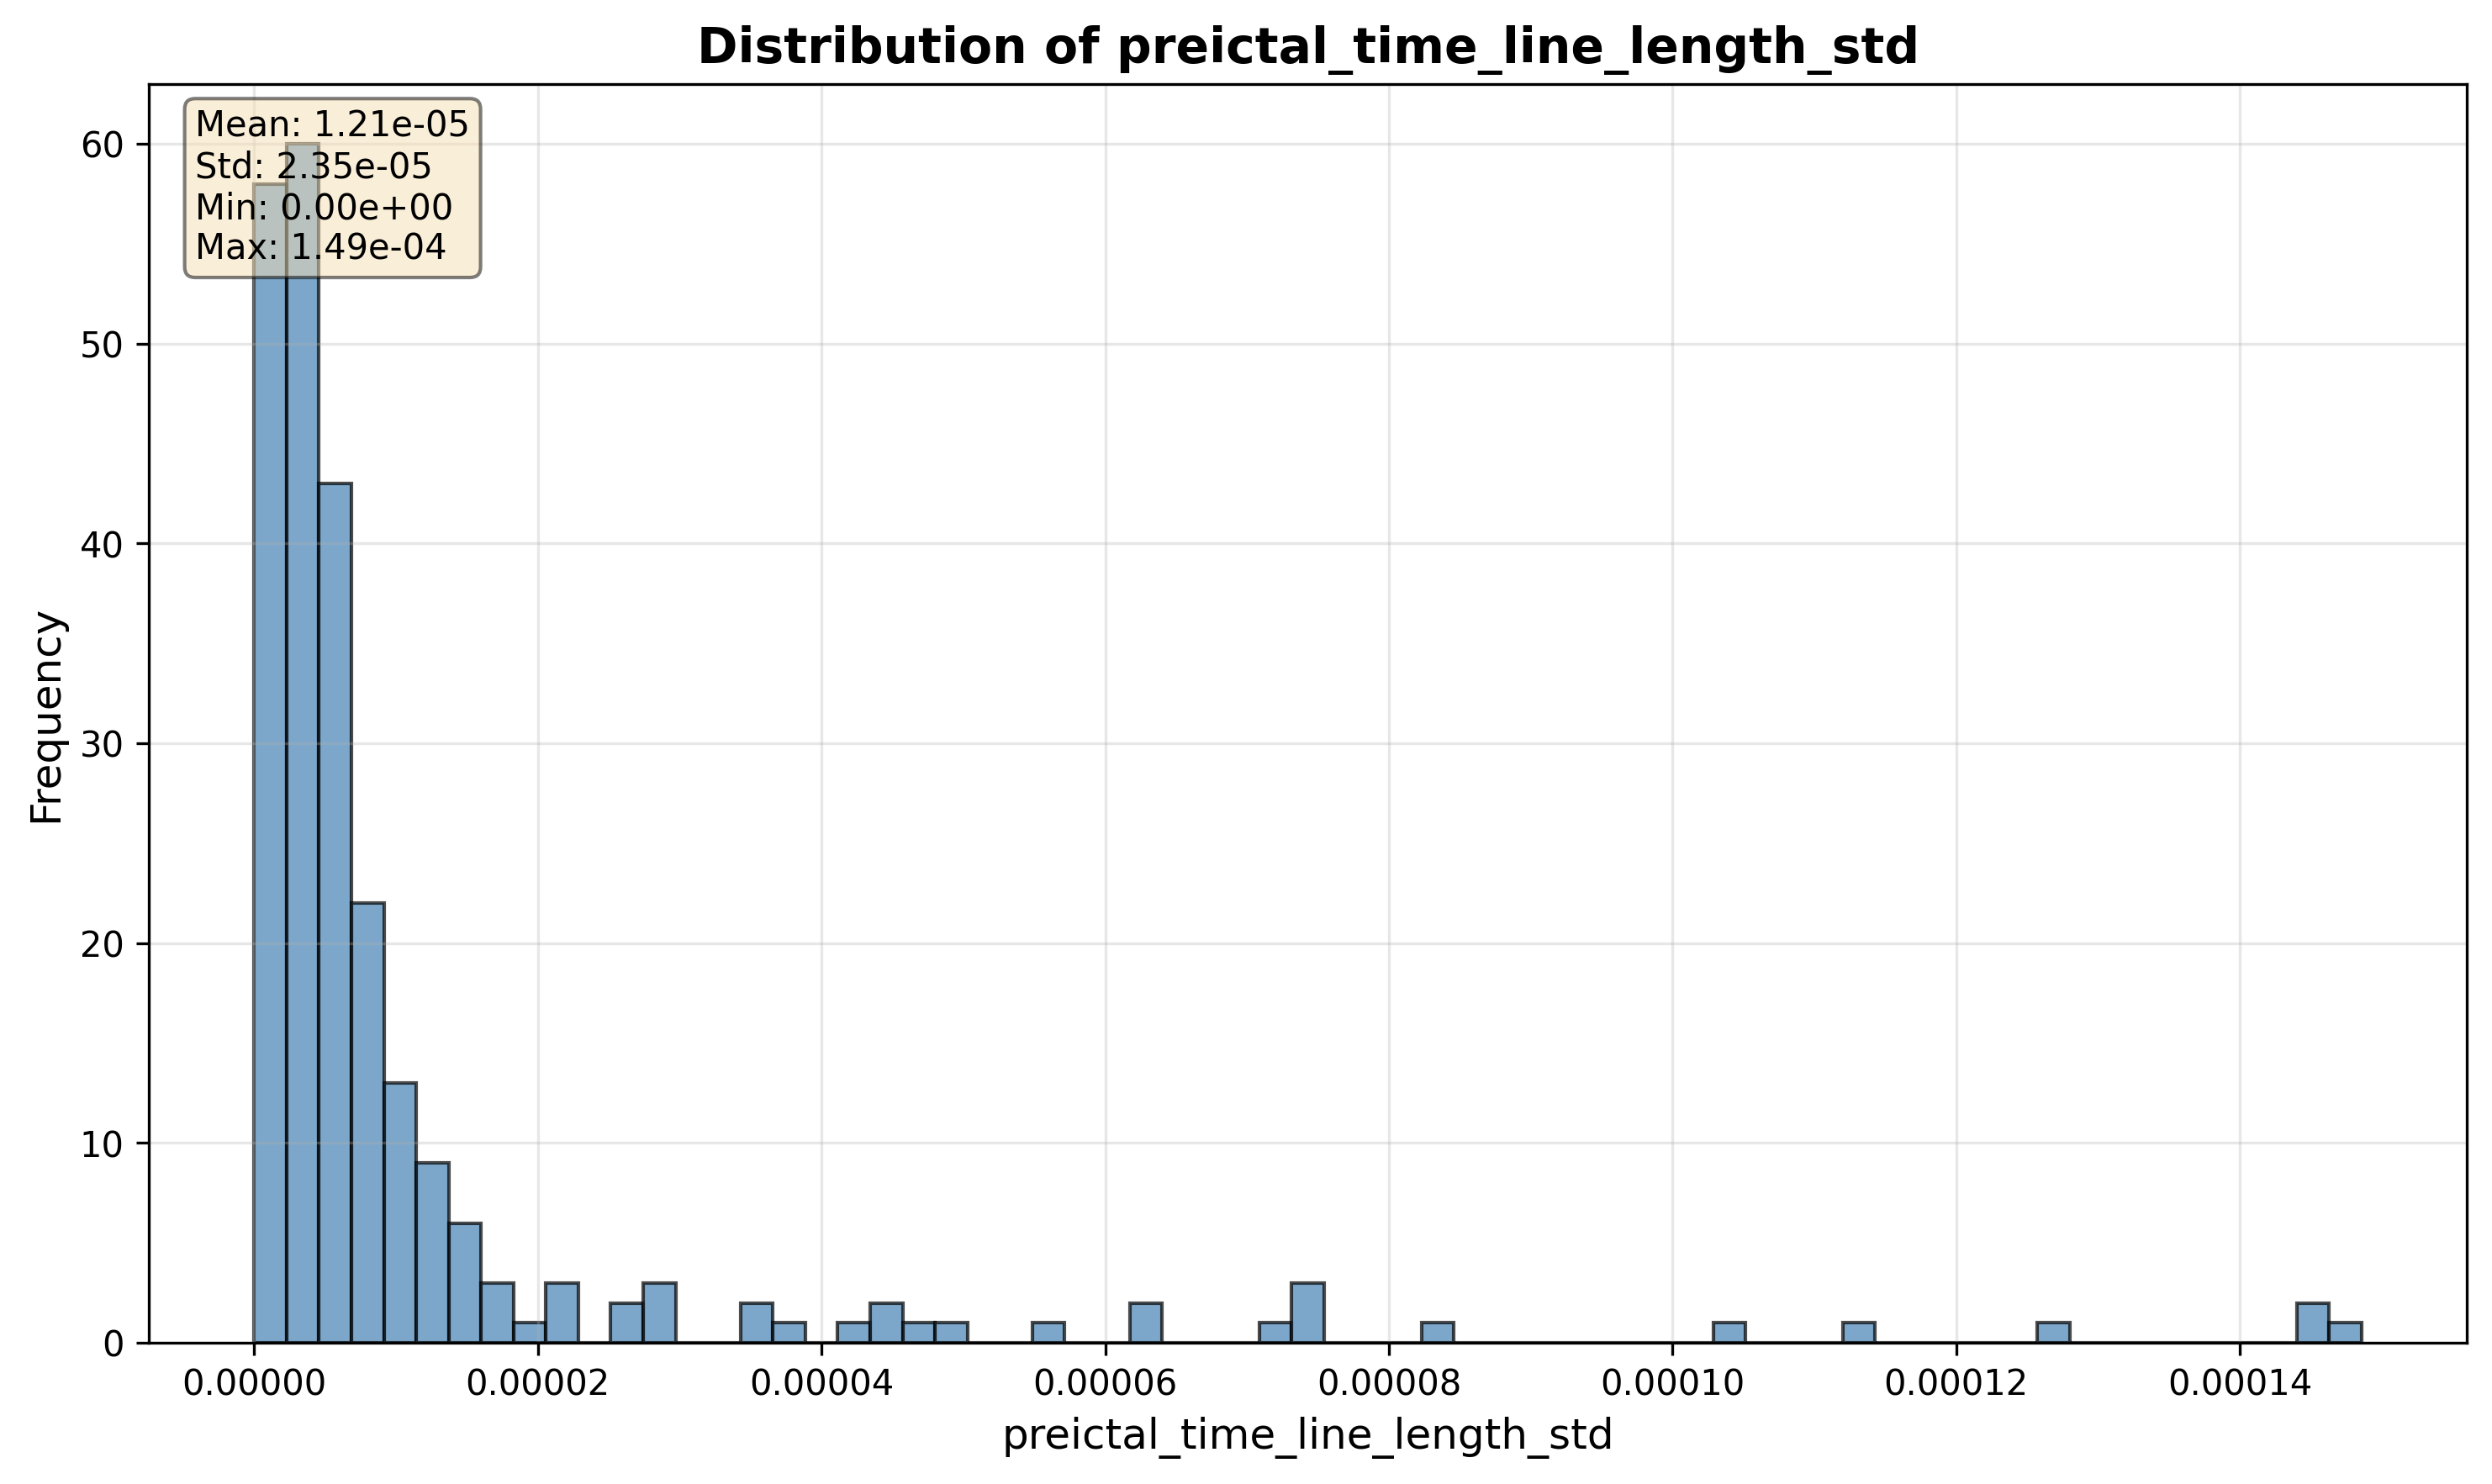 Distribution of preictal_time_line_length_std
Mean: 1.21e-05
Std: 2.35e-05
Min: 0.00e+00
Max: 1.49e-04
60
50
40
30
20
10
0
Frequency
0.00000 0.00002 0.00004 0.00006 0.00008 0.00010 0.00012 0.00014
preictal_time_line_length_std